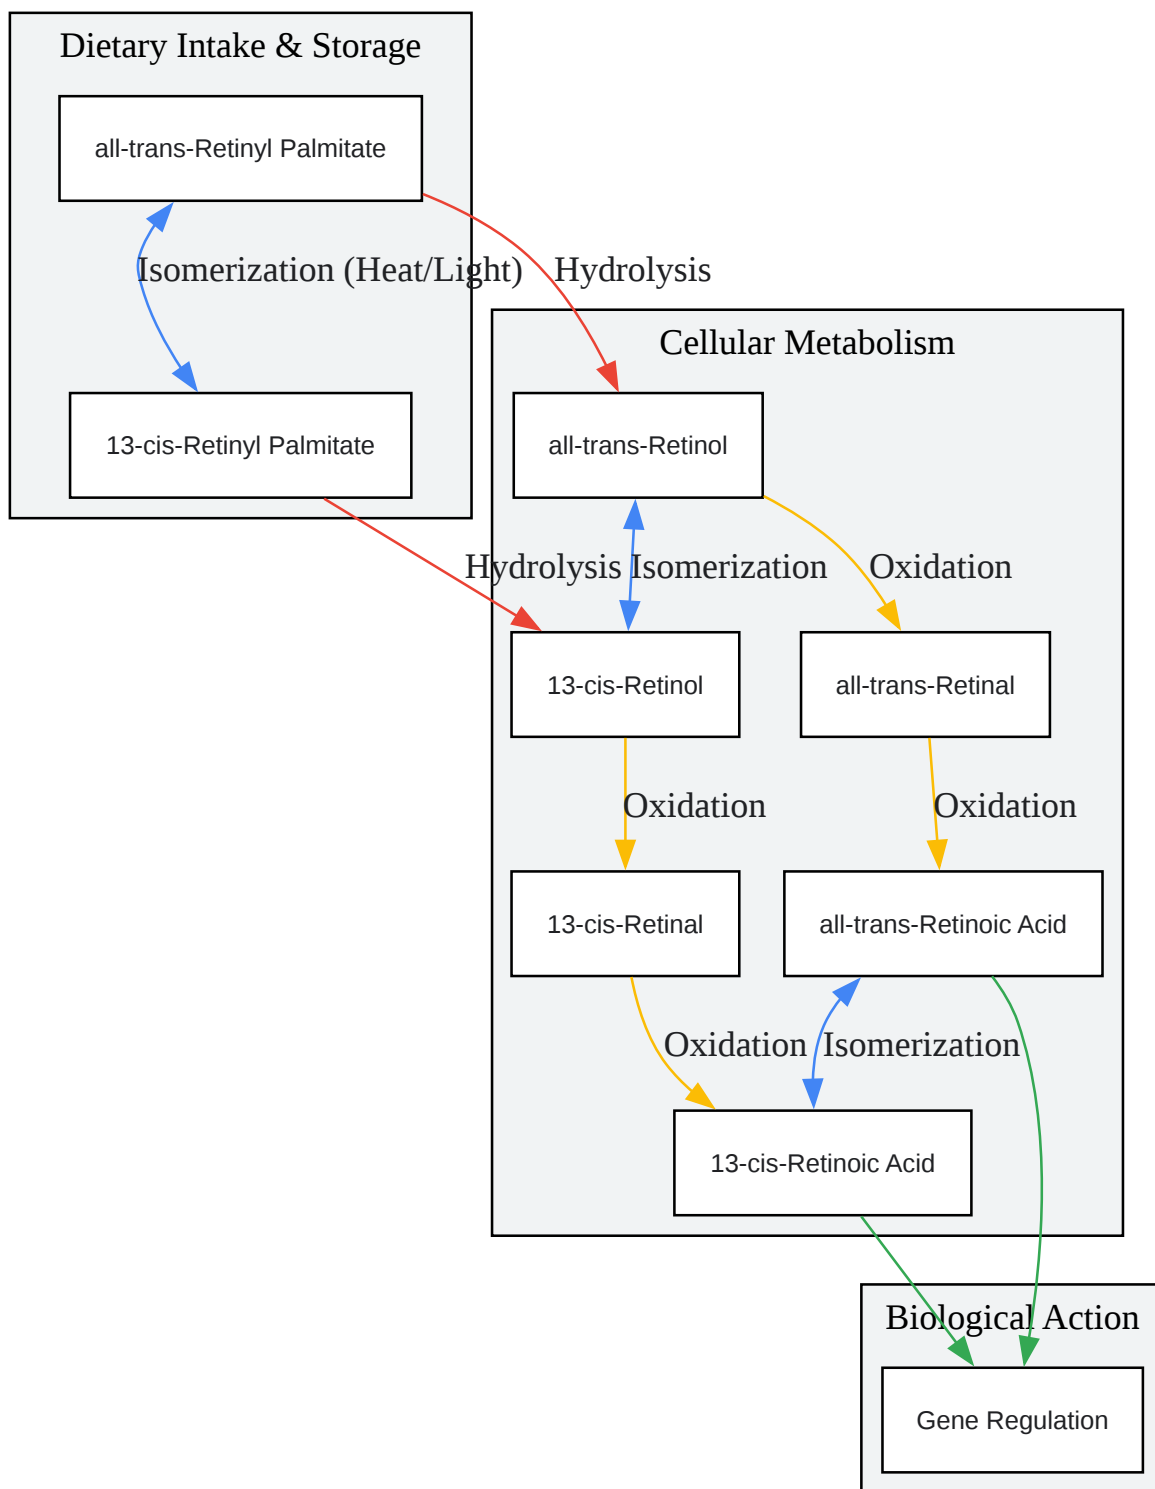 Dietary Intake & Storage
all-trans-Retinyl Palmitate
Isomerization (Heat/Light)
Hydrolysis
Cellular Metabolism
13-cis-Retinyl Palmitate
all-trans-Retinol
Hydrolysis
Isomerization
Oxidation
13-cis-Retinol
all-trans-Retinal
Oxidation
Oxidation
13-cis-Retinal
all-trans-Retinoic Acid
Oxidation
Isomerization
13-cis-Retinoic Acid
Biological Action
Gene Regulation